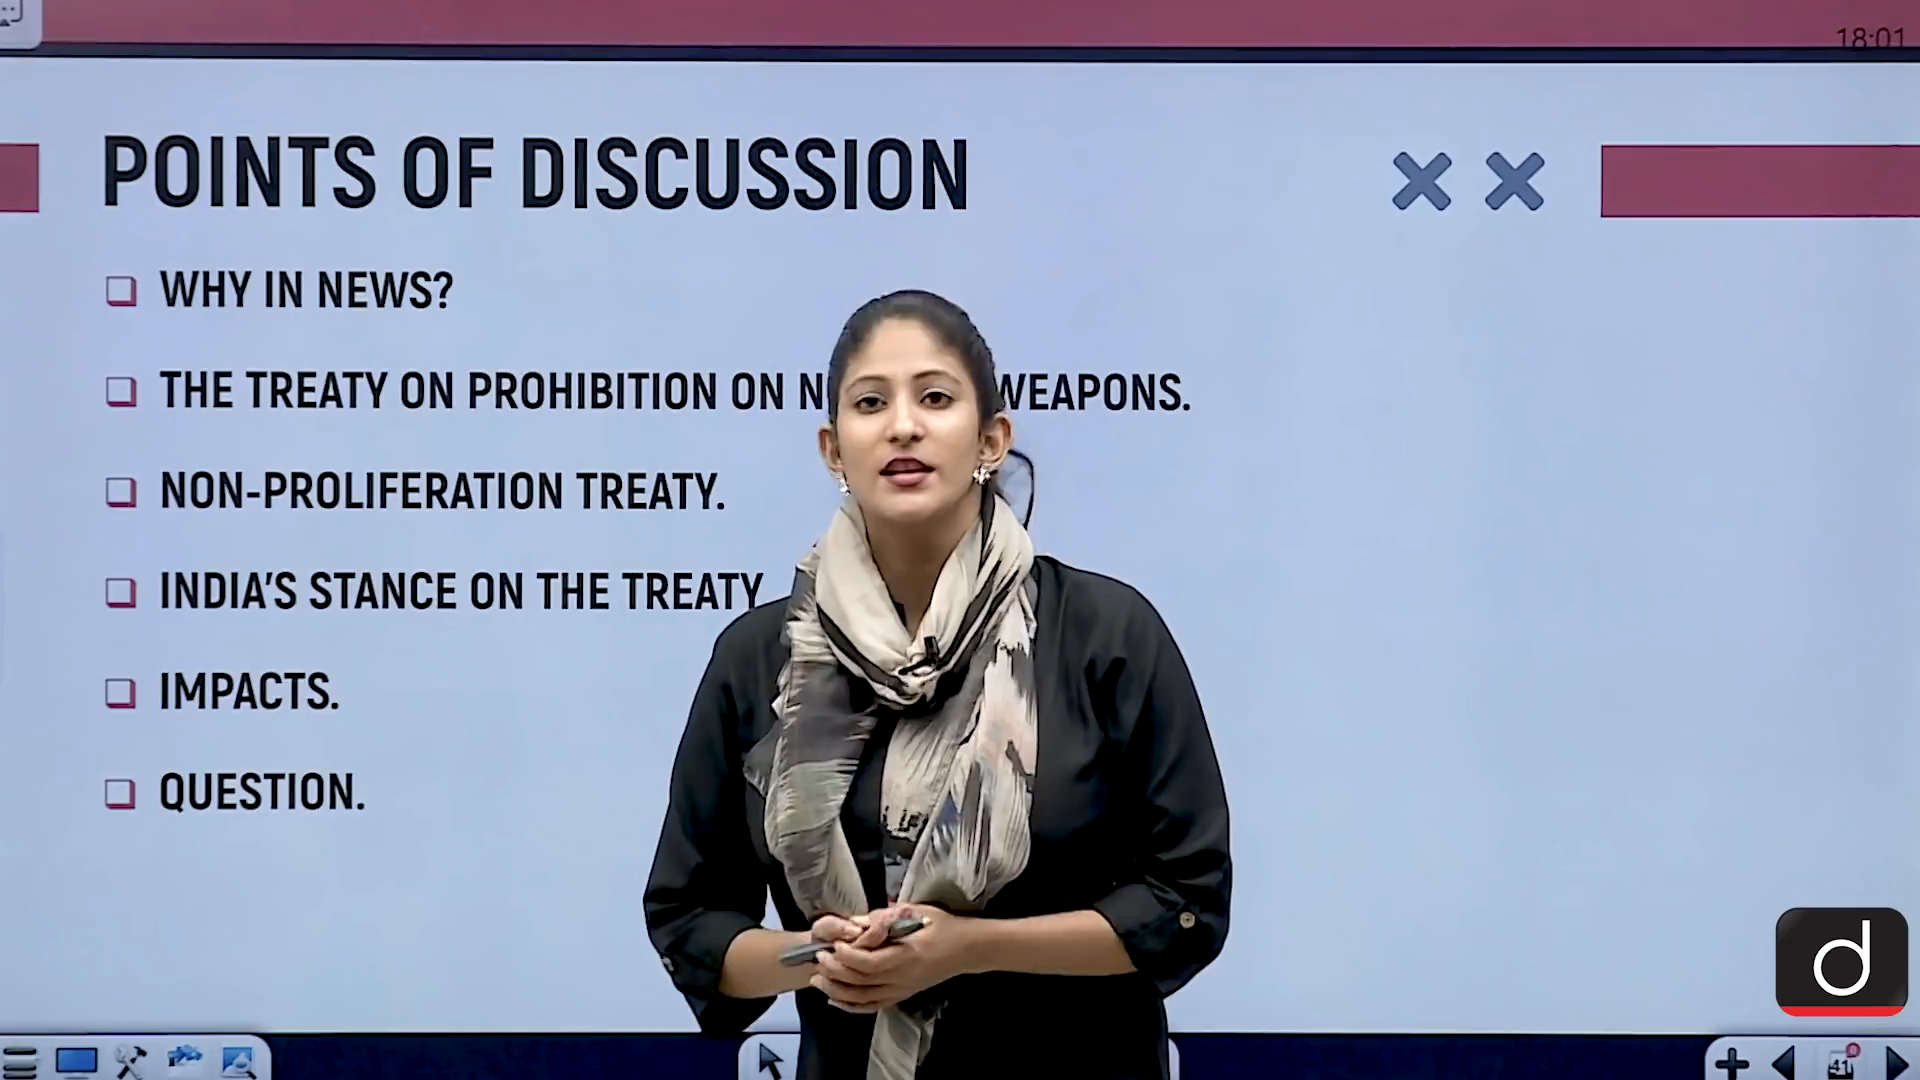 18:01
POINTS OF DISCUSSION
WHY IN NEWS?
THE TREATY ON PROHIBITION ON N WEAPONS.
NON-PROLIFERATION TREATY.
INDIA'S STANCE ON THE TREATY
IMPACTS.
QUESTION.
d
41